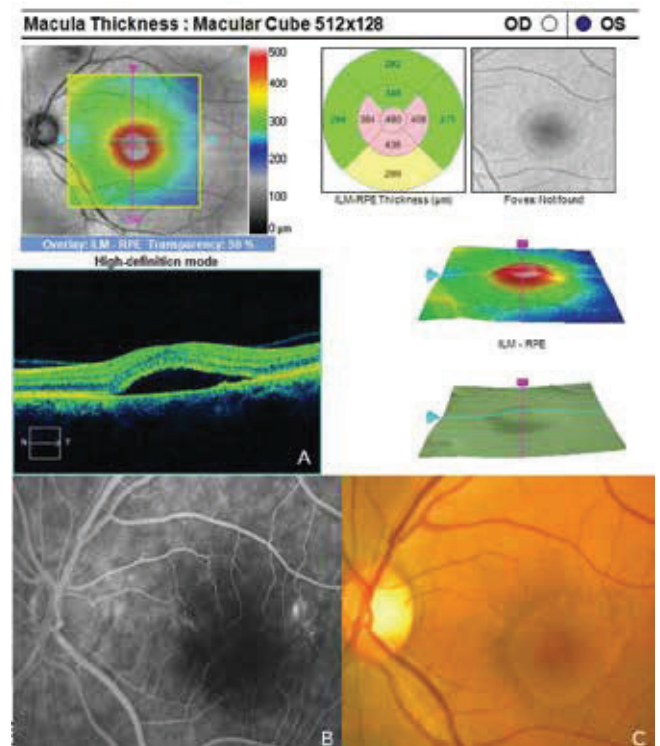 Macula Thickness : Macular Cube 512x128 OD OS
500
400
300
200
100
0 µm
Overlay: ILM - RPE Transparency: 50 %
High-definition mode
ILM-RPE Thickness (µm)
Fovea: Not found
ILM - RPE
N T
A
B
C